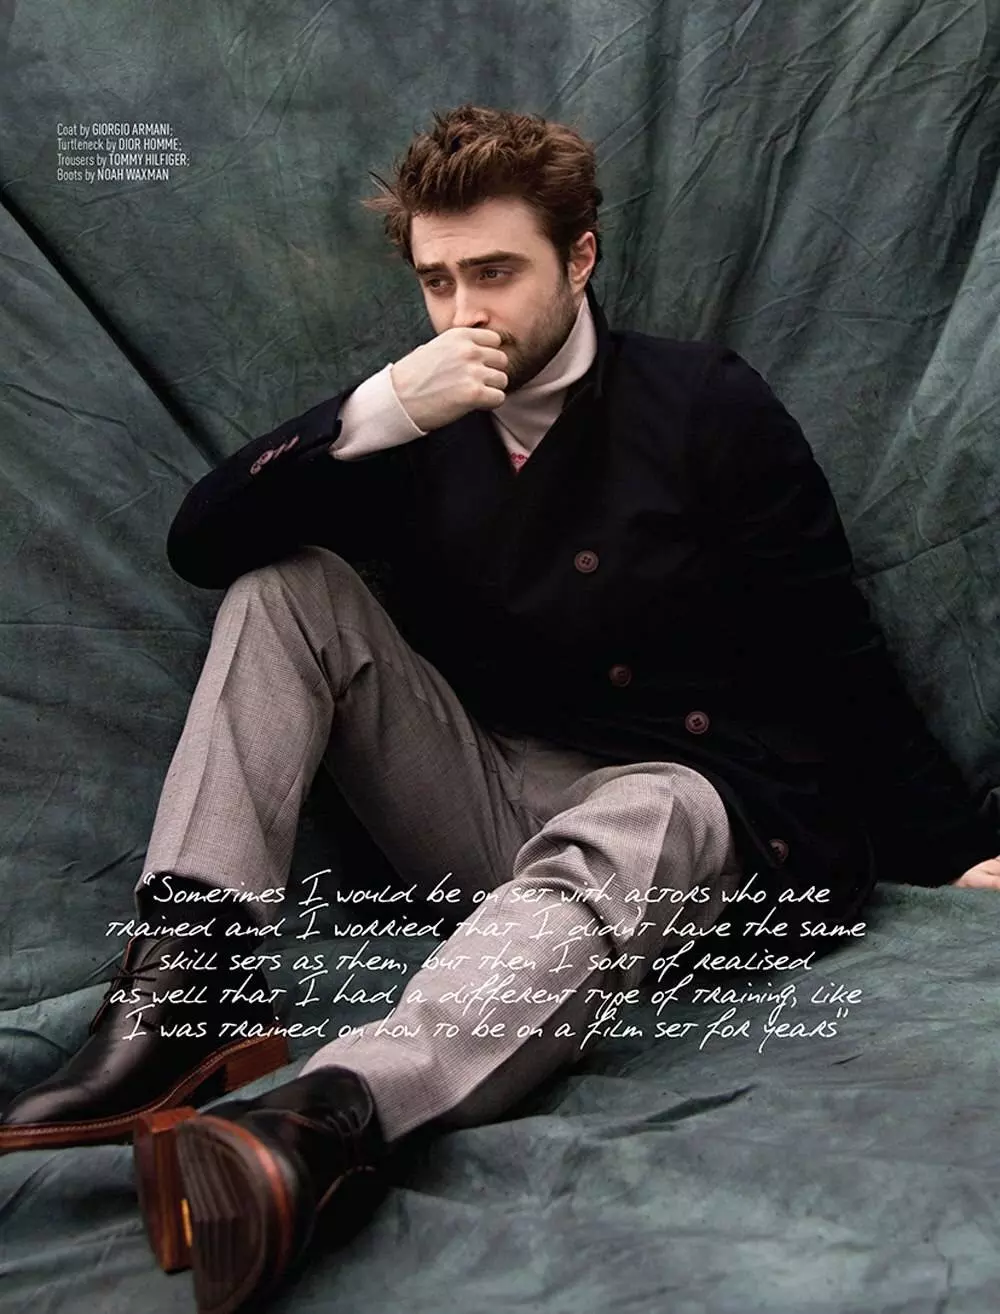 Coat by GIORGIO ARMANI;
Turtleneck by DIOR HOMME;
Trousers by TOMMY HILFIGER;
Boots by NOAH WAXMAN
“Sometimes I would be on set with actors who are
trained and I worried that I didn't have the same
skill sets as them, but then I sort of realised
as well that I had a different type of training, like
I was trained on how to be on a film set for years”